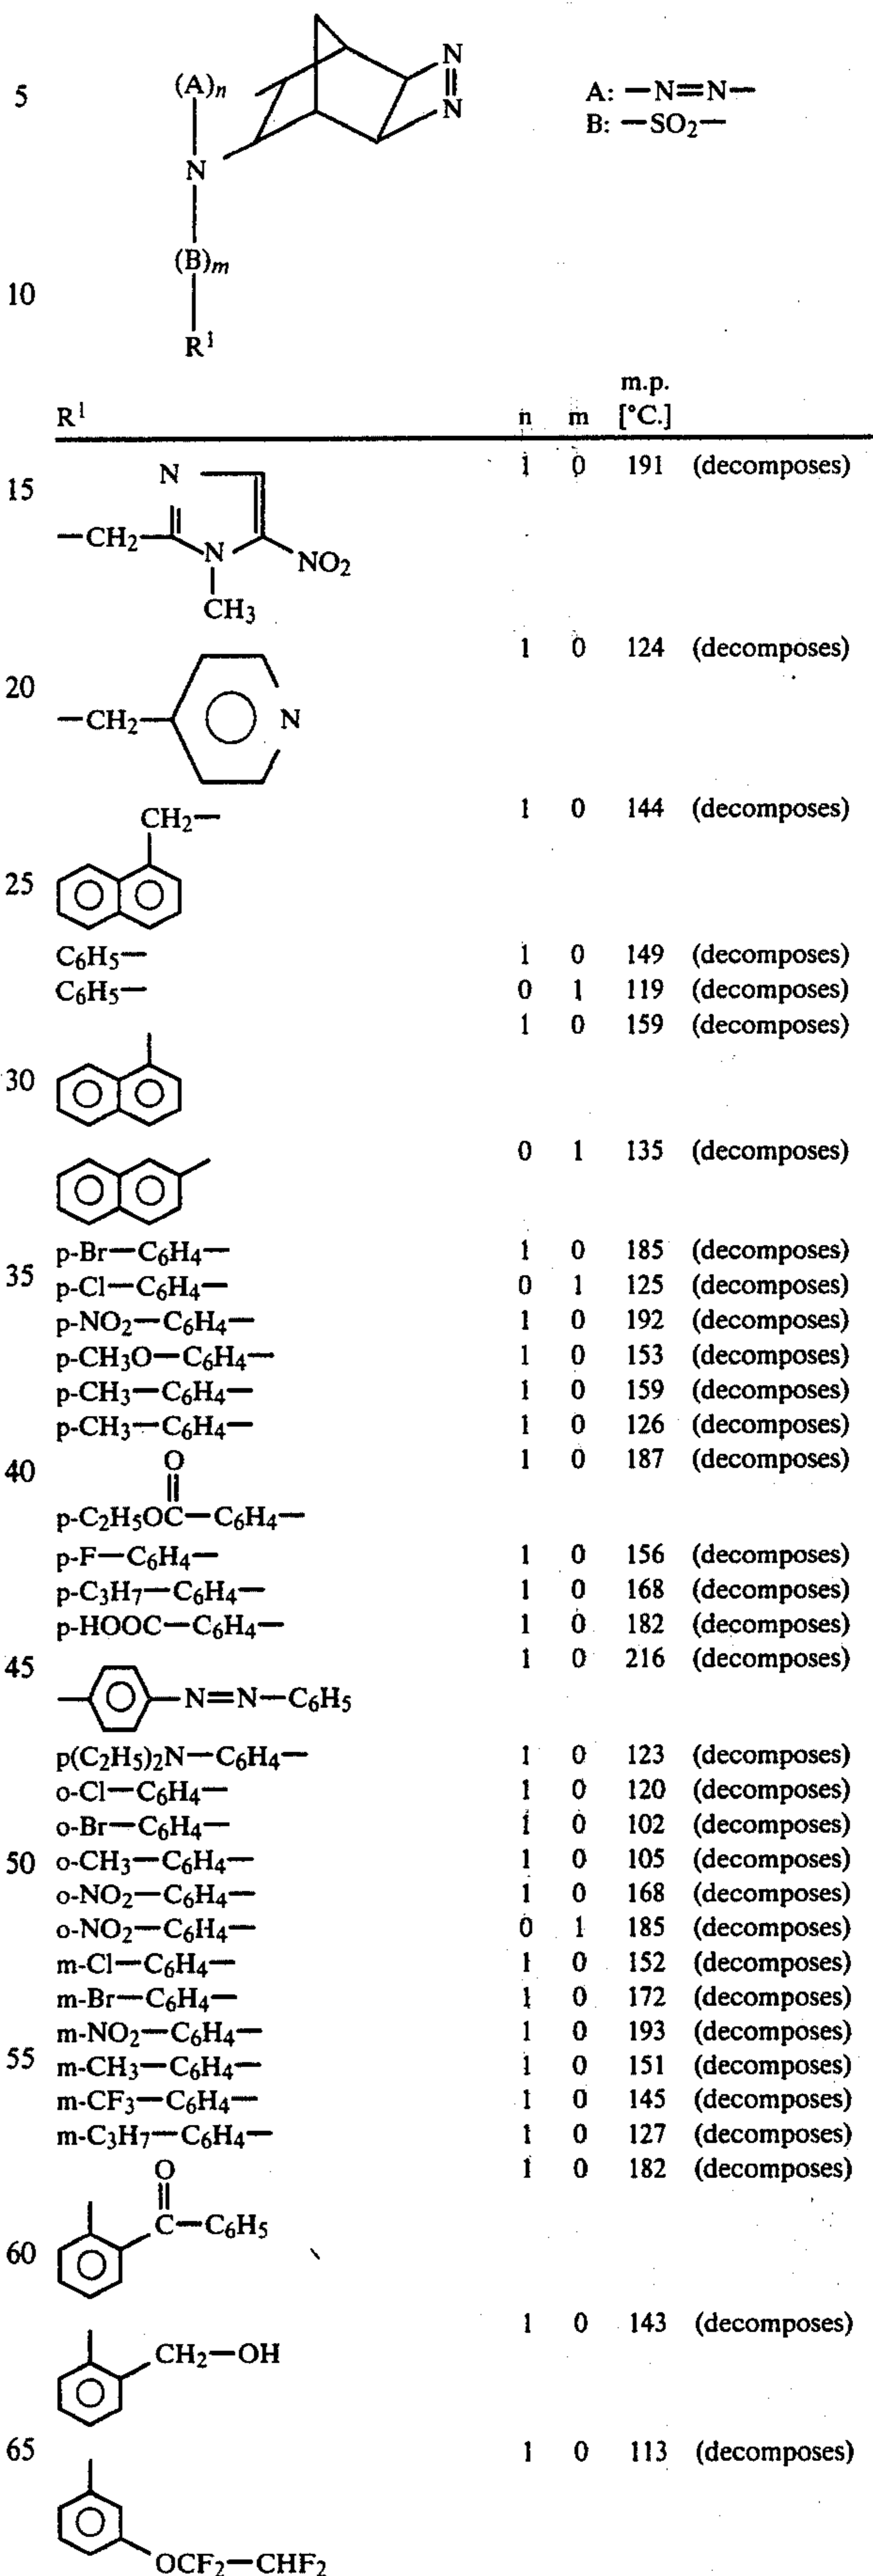 N
5 (A)n N A: —N=N—
B: —SO2—
N
(B)m
10
R1
m.p.
R1 n m [°C.]
15 N 1 0 191 (decomposes)
—CH2 N NO2
CH3
20 1 0 124 (decomposes)
—CH2 N
CH2— 1 0 144 (decomposes)
25
C6H5— 1 0 149 (decomposes)
C6H5— 0 1 119 (decomposes)
1 0 159 (decomposes)
30
0 1 135 (decomposes)
p-Br—C6H4— 1 0 185 (decomposes)
35 p-Cl—C6H4— 0 1 125 (decomposes)
p-NO2—C6H4— 1 0 192 (decomposes)
p-CH3O—C6H4— 1 0 153 (decomposes)
p-CH3—C6H4— 1 0 159 (decomposes)
p-CH3—C6H4— 1 0 126 (decomposes)
40 O 1 0 187 (decomposes)
p-C2H5OC—C6H4—
p-F—C6H4— 1 0 156 (decomposes)
p-C3H7—C6H4— 1 0 168 (decomposes)
p-HOOC—C6H4— 1 0 182 (decomposes)
45 1 0 216 (decomposes)
—N=N—C6H5
p(C2H5)2N—C6H4— 1 0 123 (decomposes)
o-Cl—C6H4— 1 0 120 (decomposes)
o-Br—C6H4— 1 0 102 (decomposes)
50 o-CH3—C6H4— 1 0 105 (decomposes)
o-NO2—C6H4— 1 0 168 (decomposes)
o-NO2—C6H4— 0 1 185 (decomposes)
m-Cl—C6H4— 1 0 152 (decomposes)
m-Br—C6H4— 1 0 172 (decomposes)
m-NO2—C6H4— 1 0 193 (decomposes)
55 m-CH3—C6H4— 1 0 151 (decomposes)
m-CF3—C6H4— 1 0 145 (decomposes)
m-C3H7—C6H4— 1 0 127 (decomposes)
O 1 0 182 (decomposes)
C—C6H5
60
1 0 143 (decomposes)
CH2—OH
65 1 0 113 (decomposes)
OCF2—CHF2